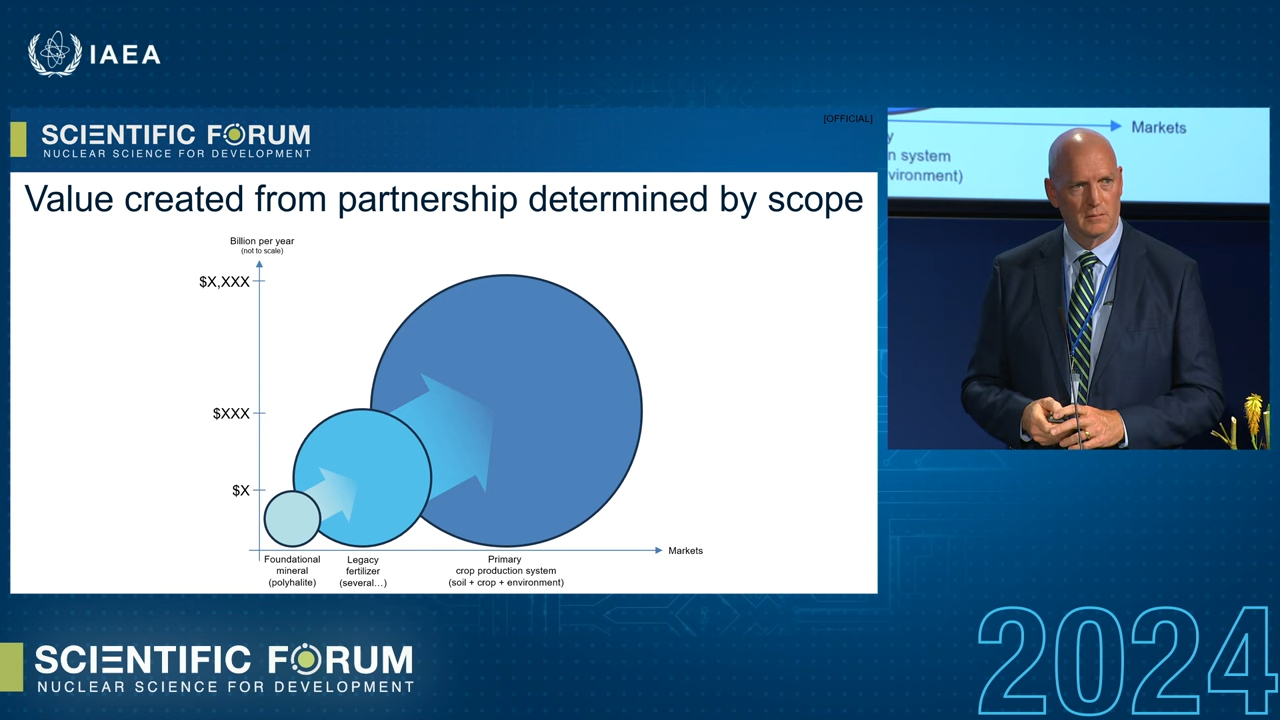 IAEA
[OFFICIAL]
SCIENTIFIC FORUM
NUCLEAR SCIENCE FOR DEVELOPMENT
Value created from partnership determined by scope
Billion per year
(not to scale)
$X,XXX
$XXX
$X
Markets
Foundational
mineral
(polyhalite)
Legacy
fertilizer
(several…)
Primary
crop production system
(soil + crop + environment)
Markets
y
n system
vironment)
SCIENTIFIC FORUM
NUCLEAR SCIENCE FOR DEVELOPMENT
2024